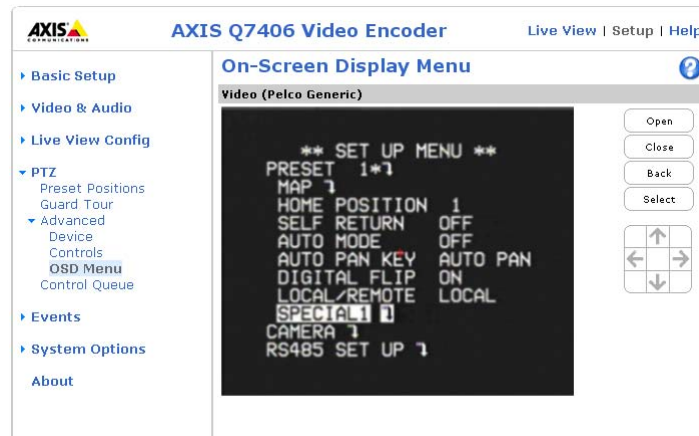 AXIS
COMMUNICATIONS
AXIS Q7406 Video Encoder
Live View | Setup | Help
Basic Setup
Video & Audio
Live View Config
PTZ
Preset Positions
Guard Tour
Advanced
Device
Controls
OSD Menu
Control Queue
Events
System Options
About
On-Screen Display Menu
?
Video (Pelco Generic)
** SET UP MENU **
PRESET 1*
MAP
HOME POSITION 1
SELF RETURN OFF
AUTO MODE OFF
AUTO PAN KEY AUTO PAN
DIGITAL FLIP ON
LOCAL/REMOTE LOCAL
SPECIAL1
CAMERA
RS485 SET UP
Open
Close
Back
Select